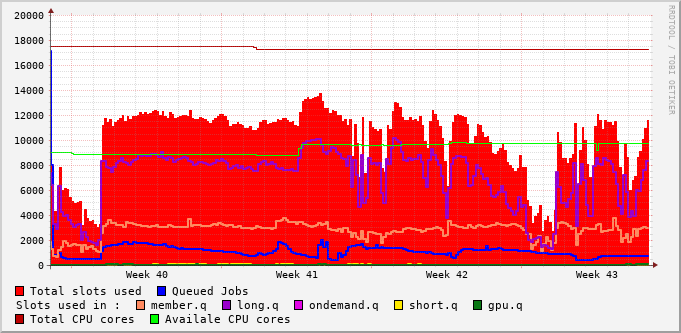 RRDTOOL / TOBI OETIKER
20000
18000
16000
14000
12000
10000
8000
6000
4000
2000
0
Week 40 Week 41 Week 42 Week 43
Total slots used Queued Jobs
Slots used in : member.q long.q ondemand.q short.q gpu.q
Total CPU cores Availale CPU cores